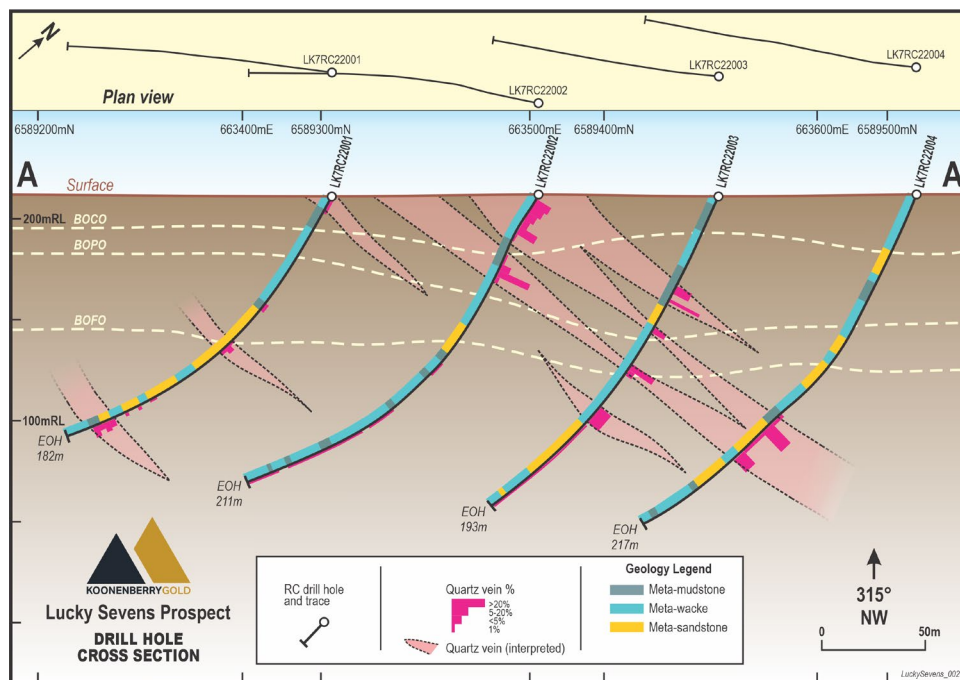 N
LK7RC22001
LK7RC22002
LK7RC22003
LK7RC22004
Plan view
6589200mN
663400mE
6589300mN
663500mE
6589400mN
663600mE
6589500mN
A
A
Surface
LK7RC22001
LK7RC22002
LK7RC22003
LK7RC22004
200mRL
BOCO
BOPO
BOFO
100mRL
EOH
182m
EOH
211m
EOH
193m
EOH
217m
KOONENBERRYGOLD
Lucky Sevens Prospect
DRILL HOLE
CROSS SECTION
RC drill hole
and trace
Quartz vein %
>20%
5-20%
<5%
1%
Quartz vein (interpreted)
Geology Legend
Meta-mudstone
Meta-wacke
Meta-sandstone
315°
NW
0 50m
LuckySevens_002